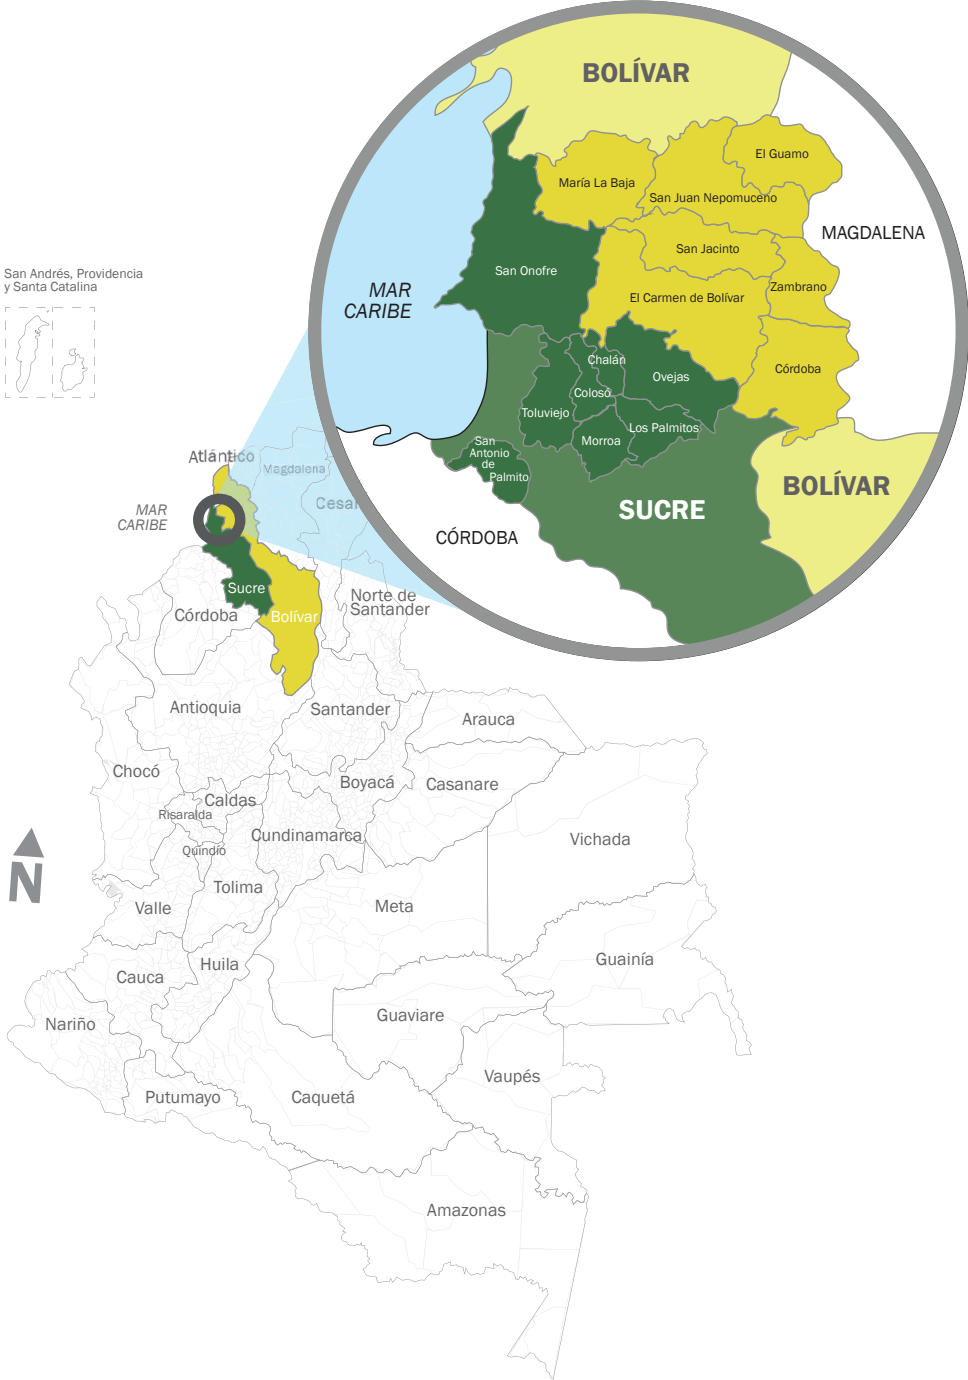 BOLÍVAR
El Guamo
María La Baja
San Juan Nepomuceno
MAGDALENA
San Jacinto
San Onofre
Zambrano
MAR
CARIBE
El Carmen de Bolívar
Chalán
Córdoba
Ovejas
Colosó
Toluviejo
Los Palmitos
Morroa
San
Antonio
de
Palmito
BOLÍVAR
SUCRE
CÓRDOBA
San Andrés, Providencia
y Santa Catalina
Atlántico
Magdalena
Cesar
MAR
CARIBE
Sucre
Norte de
Santander
Córdoba
Bolívar
Antioquia
Santander
Arauca
Chocó
Boyacá
Casanare
Caldas
Risaralda
Cundinamarca
Vichada
Quindió
N
Tolima
Valle
Meta
Huila
Guainía
Cauca
Guaviare
Nariño
Vaupés
Putumayo
Caquetá
Amazonas